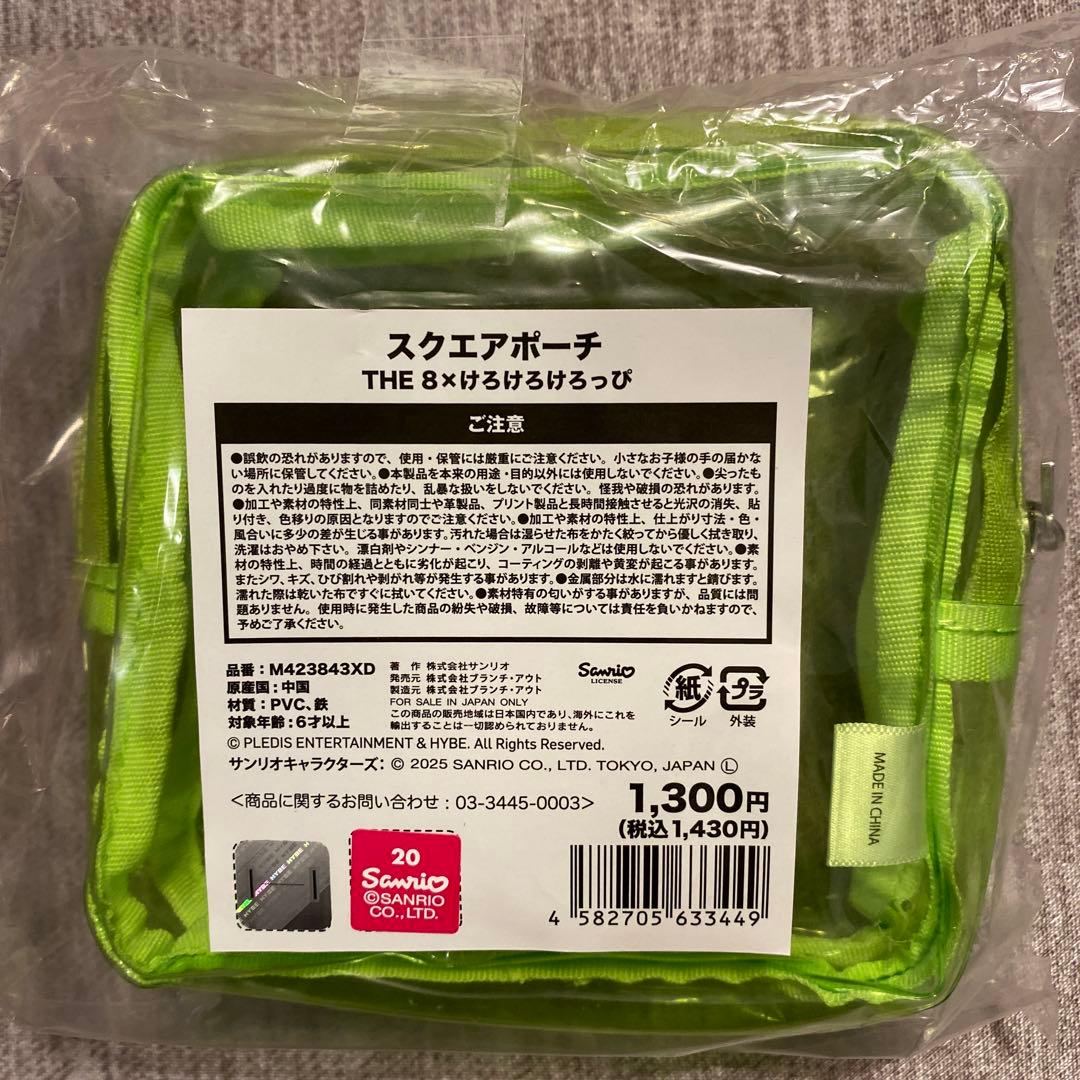 スクエアポーチ
THE 8×けろけろけろっぴ
ご注意
●誤飲の恐れがありますので、使用・保管には厳重にご注意ください。小さなお子様の手の届かな
い場所に保管してください。●本製品を本来の用途・目的以外には使用しないでください。●尖ったも
のを入れたり過度に物を詰めたり、乱暴な扱いをしないでください。怪我や破損の恐れがあります。
●加工や素材の特性上、同素材同士や革製品、プリント製品と長時間接触させると光沢の消失、貼
り付き、色移りの原因となりますのでご注意ください。●加工や素材の特性上、仕上がり寸法・色・
風合いに多少の差が生じる事があります。汚れた場合は湿らせた布をかたく絞ってから優しく拭き取り、
洗濯はおやめ下さい。漂白剤やシンナー・ベンジン・アルコールなどは使用しないでください。●素
材の特性上、時間の経過とともに劣化が起こり、コーティングの剥離や黄変が起こる事があります。
またシワ、キズ、ひび割れや剥がれ等が発生する事があります。●金属部分は水に濡れますと錆びます。
濡れた際は乾いた布ですぐに拭いてください。●素材特有の匂いがする事がありますが、品質には問
題ありません。使用時に発生した商品の紛失や破損、故障等については責任を負いかねますので、
予めご了承ください。
品番：M423843XD
原産国：中国
材質：PVC、鉄
対象年齢：6才以上
著 作 株式会社サンリオ
発売元 株式会社ブランチ・アウト
製造元 株式会社ブランチ・アウト
FOR SALE IN JAPAN ONLY
この商品の販売地域は日本国内であり、海外にこれを
輸出することは一切認められておりません。
Sanrio
LICENSE
紙
シール
プラ
外装
© PLEDIS ENTERTAINMENT & HYBE. All Rights Reserved.
サンリオキャラクターズ：© 2025 SANRIO CO., LTD. TOKYO, JAPAN Ⓛ
＜商品に関するお問い合わせ：03-3445-0003＞
1,300円
(税込1,430円)
HYBE HYBE
20
Sanrio
©SANRIO
CO.,LTD.
4 582705 633449
MADE IN CHINA